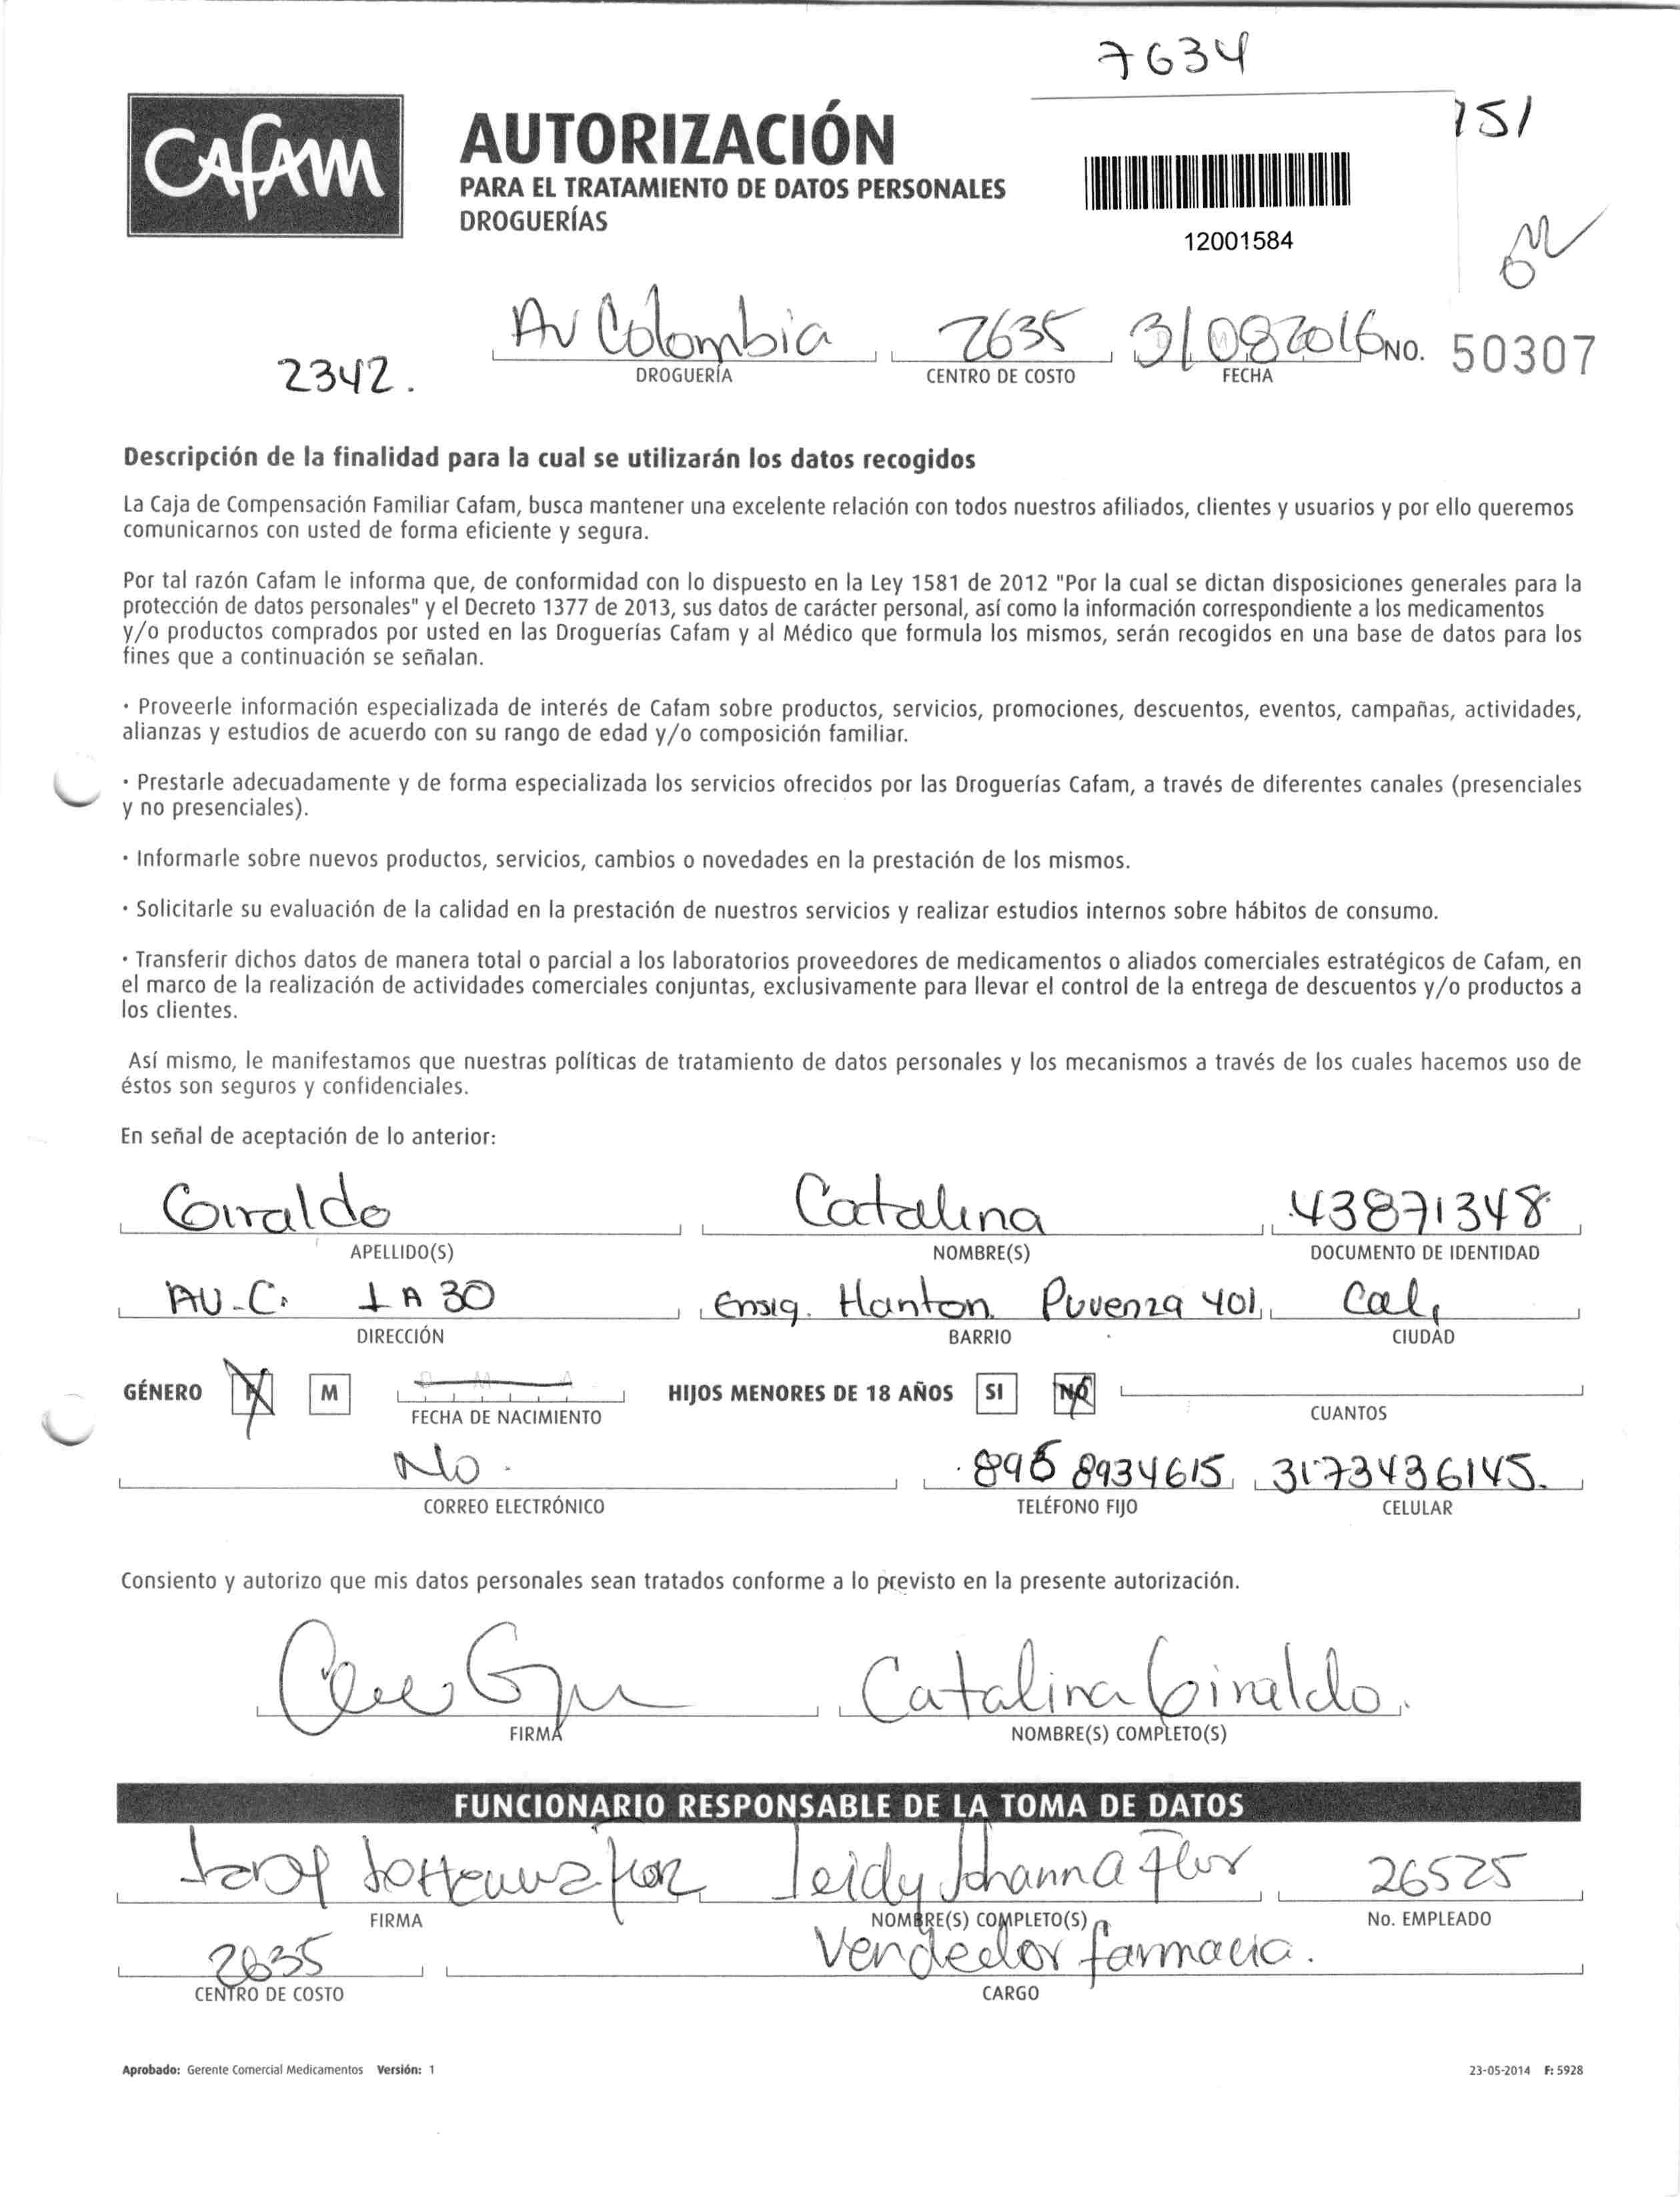 7634
CAFAM
AUTORIZACIÓN
151
PARA EL TRATAMIENTO DE DATOS PERSONALES
DROGUERÍAS
12001584
Av Colombia 2635 31082016 NO. 50307
2342.
DROGUERÍA CENTRO DE COSTO FECHA
Descripción de la finalidad para la cual se utilizarán los datos recogidos
La Caja de Compensación Familiar Cafam, busca mantener una excelente relación con todos nuestros afiliados, clientes y usuarios y por ello queremos
comunicarnos con usted de forma eficiente y segura.
Por tal razón Cafam le informa que, de conformidad con lo dispuesto en la Ley 1581 de 2012 "Por la cual se dictan disposiciones generales para la
protección de datos personales" y el Decreto 1377 de 2013, sus datos de carácter personal, así como la información correspondiente a los medicamentos
y/o productos comprados por usted en las Droguerías Cafam y al Médico que formula los mismos, serán recogidos en una base de datos para los
fines que a continuación se señalan.
· Proveerle información especializada de interés de Cafam sobre productos, servicios, promociones, descuentos, eventos, campañas, actividades,
alianzas y estudios de acuerdo con su rango de edad y/o composición familiar.
· Prestarle adecuadamente y de forma especializada los servicios ofrecidos por las Droguerías Cafam, a través de diferentes canales (presenciales
y no presenciales).
· Informarle sobre nuevos productos, servicios, cambios o novedades en la prestación de los mismos.
· Solicitarle su evaluación de la calidad en la prestación de nuestros servicios y realizar estudios internos sobre hábitos de consumo.
· Transferir dichos datos de manera total o parcial a los laboratorios proveedores de medicamentos o aliados comerciales estratégicos de Cafam, en
el marco de la realización de actividades comerciales conjuntas, exclusivamente para llevar el control de la entrega de descuentos y/o productos a
los clientes.
Así mismo, le manifestamos que nuestras políticas de tratamiento de datos personales y los mecanismos a través de los cuales hacemos uso de
éstos son seguros y confidenciales.
En señal de aceptación de lo anterior:
Giraldo Catalina 43871348
APELLIDO(S) NOMBRE(S) DOCUMENTO DE IDENTIDAD
AU-C. 1 A 30 Ensig. 401 Cali
DIRECCIÓN BARRIO CIUDAD
GÉNERO F M HIJOS MENORES DE 18 AÑOS SI NO
FECHA DE NACIMIENTO CUANTOS
No. 8934615 3173436145.
CORREO ELECTRÓNICO TELÉFONO FIJO CELULAR
Consiento y autorizo que mis datos personales sean tratados conforme a lo previsto en la presente autorización.
Catalina Giraldo.
FIRMA NOMBRE(S) COMPLETO(S)
FUNCIONARIO RESPONSABLE DE LA TOMA DE DATOS
Leidy Johanna Flor 26525
FIRMA NOMBRE(S) COMPLETO(S) No. EMPLEADO
2635 Vendedor farmacia.
CENTRO DE COSTO CARGO
Aprobado: Gerente Comercial Medicamentos Versión: 1 23-05-2014 F: 5928